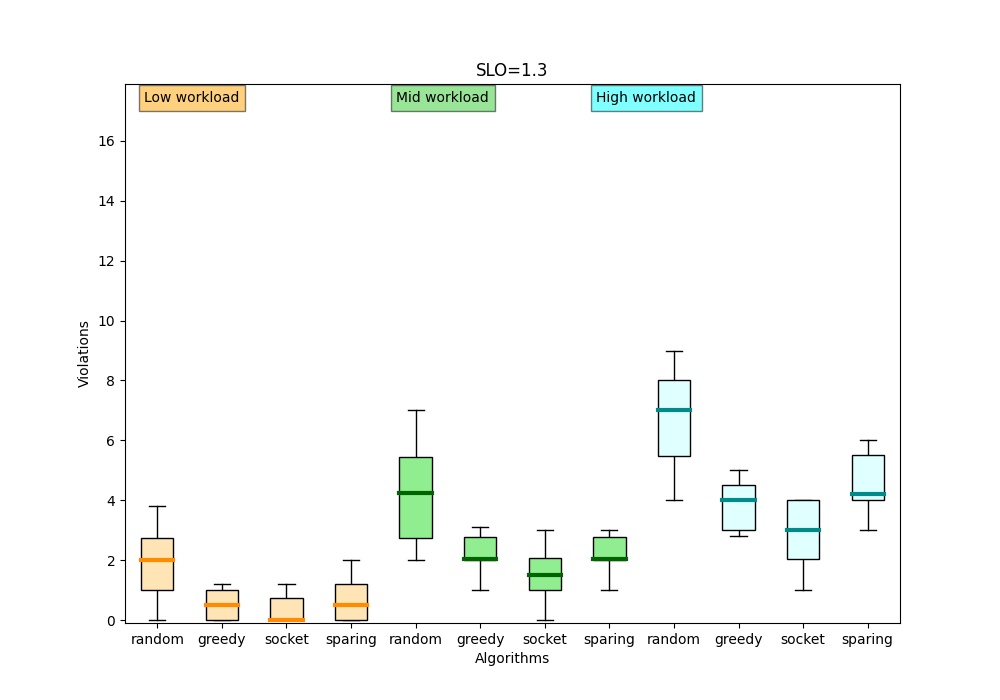 SLO=1.3
Low workload Mid workload High workload
16
14
12
10
8
6
4
2
0
Violations
random greedy socket sparing random greedy socket sparing random greedy socket sparing
Algorithms